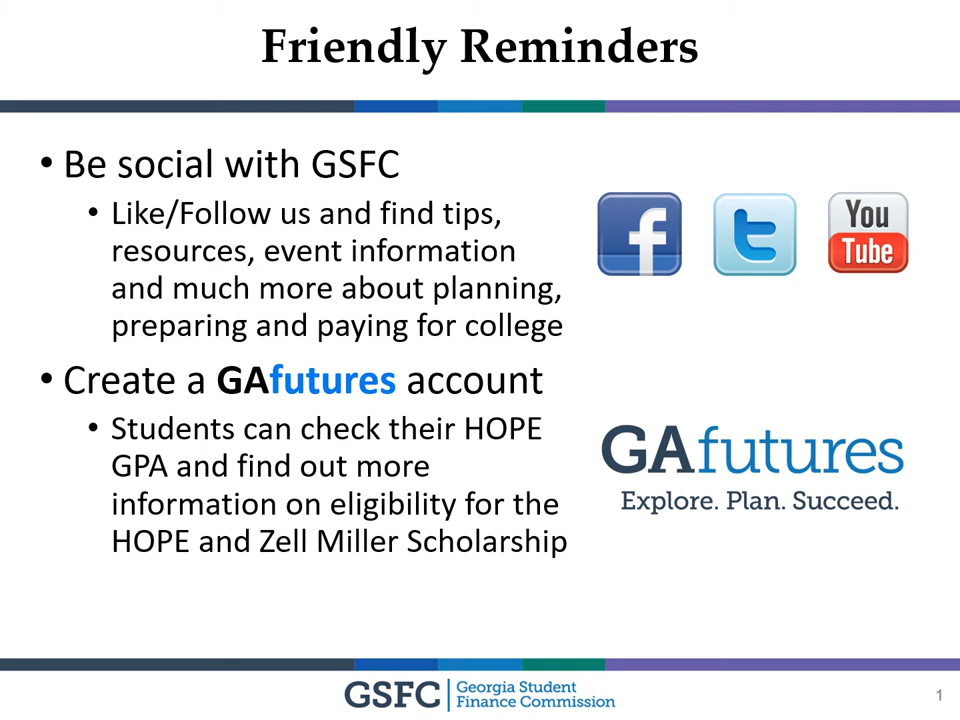 Friendly Reminders
• Be social with GSFC
• Like/Follow us and find tips,
resources, event information
and much more about planning,
preparing and paying for college
f
t
You
Tube
• Create a GAfutures account
• Students can check their HOPE
GPA and find out more
information on eligibility for the
HOPE and Zell Miller Scholarship
GAfutures
Explore. Plan. Succeed.
GSFC
Georgia Student
Finance Commission
1